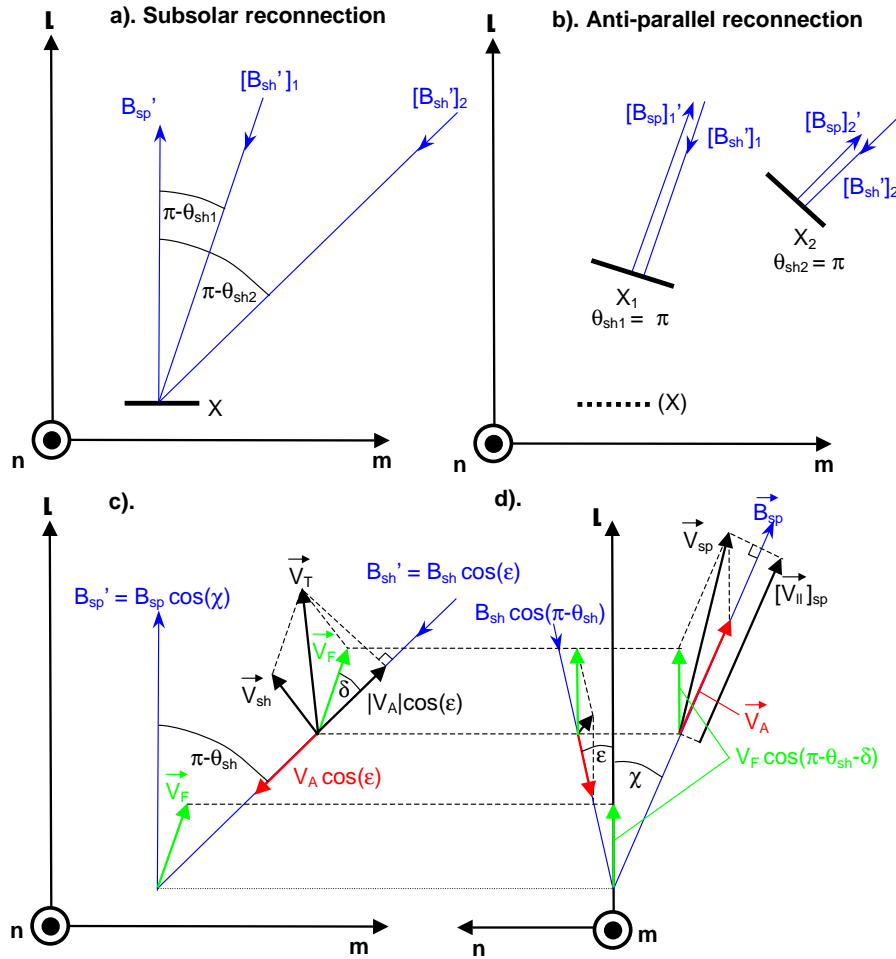 a). Subsolar reconnection
L
[Bsh']1
[Bsh']2
Bsp'
π-θsh1
π-θsh2
X
n
m
b). Anti-parallel reconnection
L
[Bsp]1'
[Bsh']1
[Bsp]2'
[Bsh']2
X1
θsh1 = π
X2
θsh2 = π
(X)
n
m
c).
L
Bsp' = Bsp cos(χ)
VT
Bsh' = Bsh cos(ε)
VF
Vsh
δ
|VA|cos(ε)
π-θsh
VA cos(ε)
VF
n
m
d).
L
Bsp
Vsp
[V||]sp
Bsh cos(π-θsh)
VA
ε
χ
VF cos(π-θsh-δ)
n
m